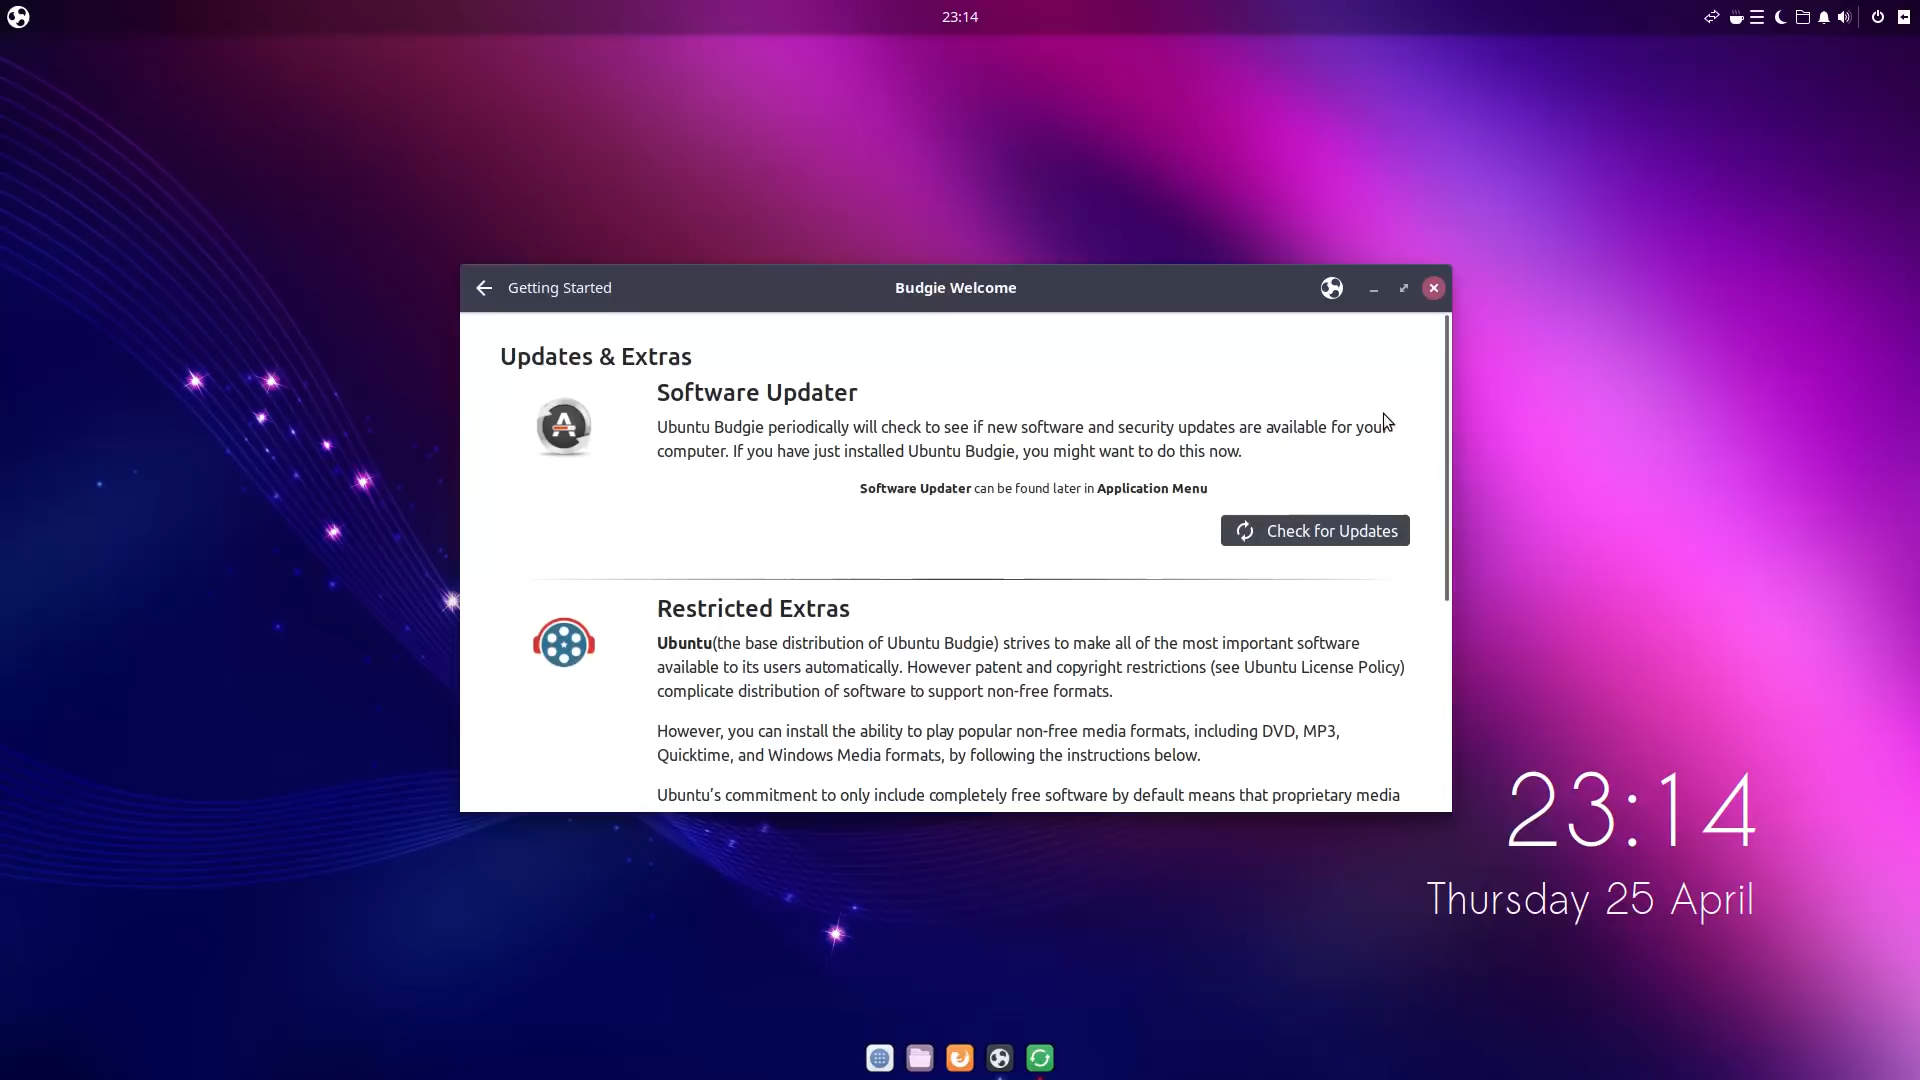 23:14
Getting Started
Budgie Welcome
Updates & Extras
Software Updater
Ubuntu Budgie periodically will check to see if new software and security updates are available for your
computer. If you have just installed Ubuntu Budgie, you might want to do this now.
Software Updater can be found later in Application Menu
Check for Updates
Restricted Extras
Ubuntu(the base distribution of Ubuntu Budgie) strives to make all of the most important software
available to its users automatically. However patent and copyright restrictions (see Ubuntu License Policy)
complicate distribution of software to support non-free formats.
However, you can install the ability to play popular non-free media formats, including DVD, MP3,
Quicktime, and Windows Media formats, by following the instructions below.
Ubuntu’s commitment to only include completely free software by default means that proprietary media
23:14
Thursday 25 April